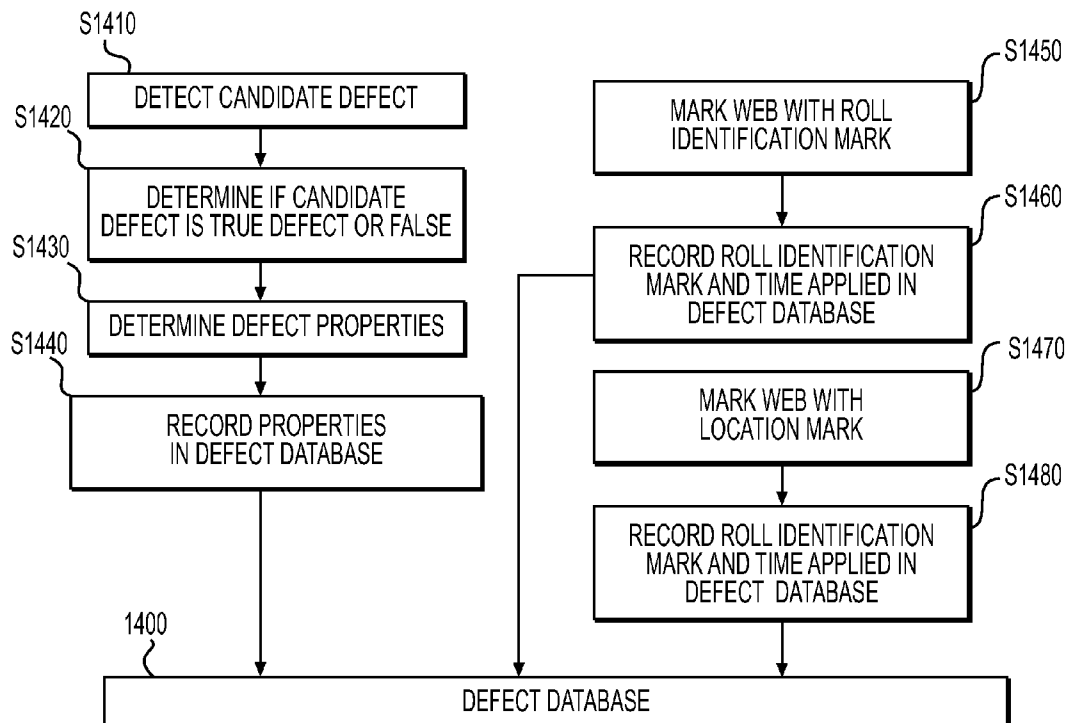 S1410
DETECT CANDIDATE DEFECT
S1420
DETERMINE IF CANDIDATE
DEFECT IS TRUE DEFECT OR FALSE
S1430
DETERMINE DEFECT PROPERTIES
S1440
RECORD PROPERTIES
IN DEFECT DATABASE
S1450
MARK WEB WITH ROLL
IDENTIFICATION MARK
S1460
RECORD ROLL IDENTIFICATION
MARK AND TIME APPLIED IN
DEFECT DATABASE
S1470
MARK WEB WITH
LOCATION MARK
S1480
RECORD ROLL IDENTIFICATION
MARK AND TIME APPLIED IN
DEFECT DATABASE
1400
DEFECT DATABASE